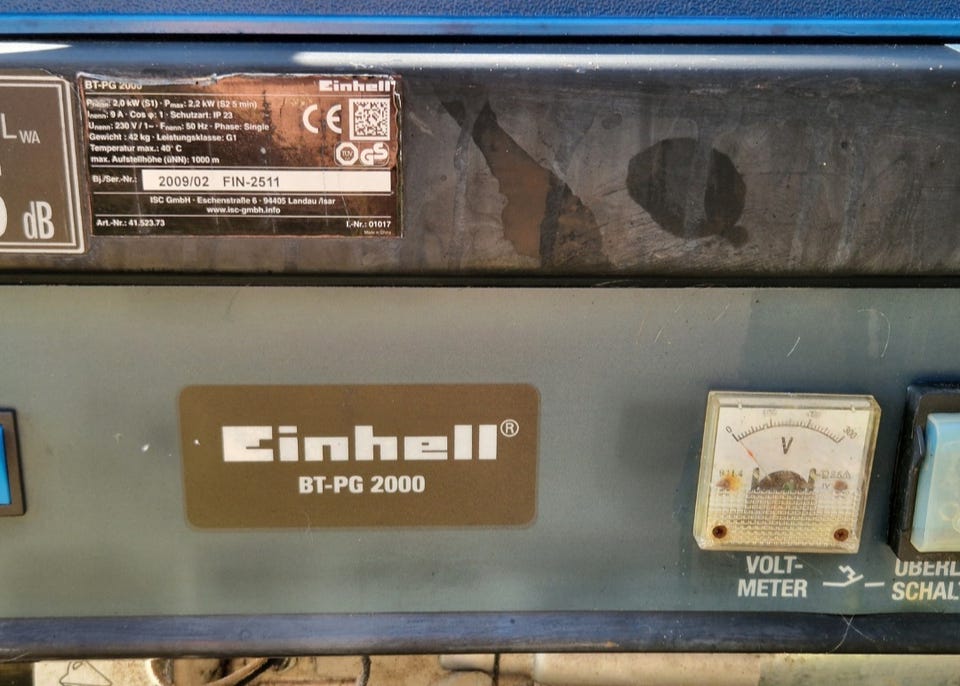 WA
dB
BT-PG 2000
Einhell
Pnenn: 2,0 kW (S1) · Pmax: 2,2 kW (S2 5 min)
Inenn: 9 A · Cos φ: 1 · Schutzart: IP 23
Unenn: 230 V / 1~ · Fnenn: 50 Hz · Phase: Single
Gewicht : 42 kg · Leistungsklasse: G1
Temperatur max.: 40° C
max. Aufstellhöhe (üNN): 1000 m
CE
TÜV GS
Bj./Ser.-Nr.: 2009/02 FIN-2511
ISC GmbH · Eschenstraße 6 · 94405 Landau /Isar
www.isc-gmbh.info
Art.-Nr.: 41.523.73 I.-Nr.: 01017
Made in China
Einhell®
BT-PG 2000
0 300
V
VOLT-
METER
ÜBERL
SCHALT